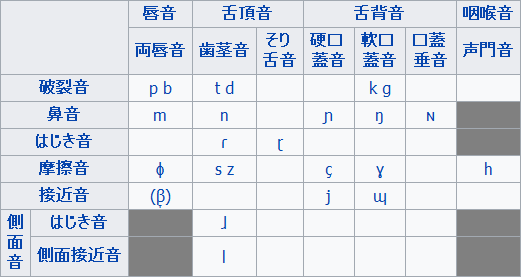 唇音 舌頂音 舌背音 咽喉音
両唇音 歯茎音 そり舌音 硬口蓋音 軟口蓋音 口蓋垂音 声門音
破裂音 p b t d k ɡ
鼻音 m n ɲ ŋ ɴ
はじき音 ɾ ɽ
摩擦音 ɸ s z ç ɣ h
接近音 (β̞) j ɰ
側面音 はじき音 ɺ
側面接近音 l